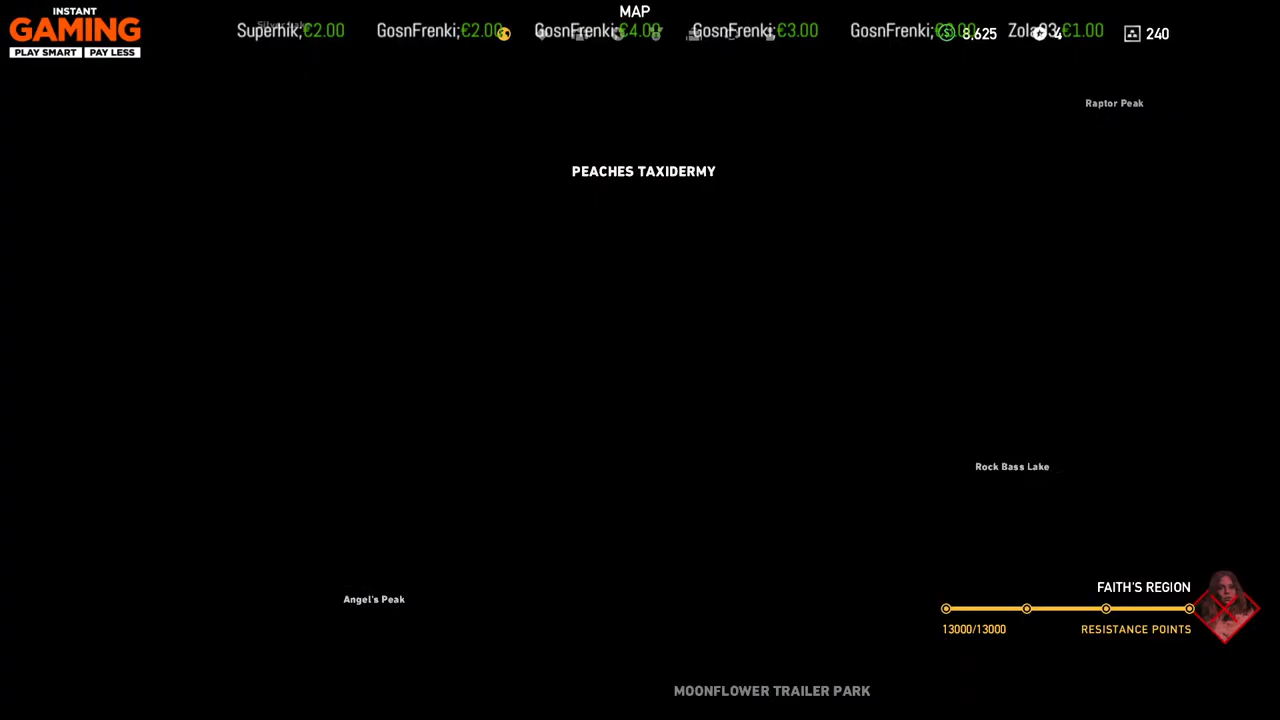 INSTANT
GAMING
PLAY SMART PAY LESS
MAP
Superhik;€2.00 GosnFrenki;€2.00 GosnFrenki;€4.00 GosnFrenki;€3.00 GosnFrenki; Zola93;€1.00
8,625 4 240
Raptor Peak
PEACHES TAXIDERMY
Rock Bass Lake
FAITH'S REGION
Angel's Peak
13000/13000 RESISTANCE POINTS
MOONFLOWER TRAILER PARK